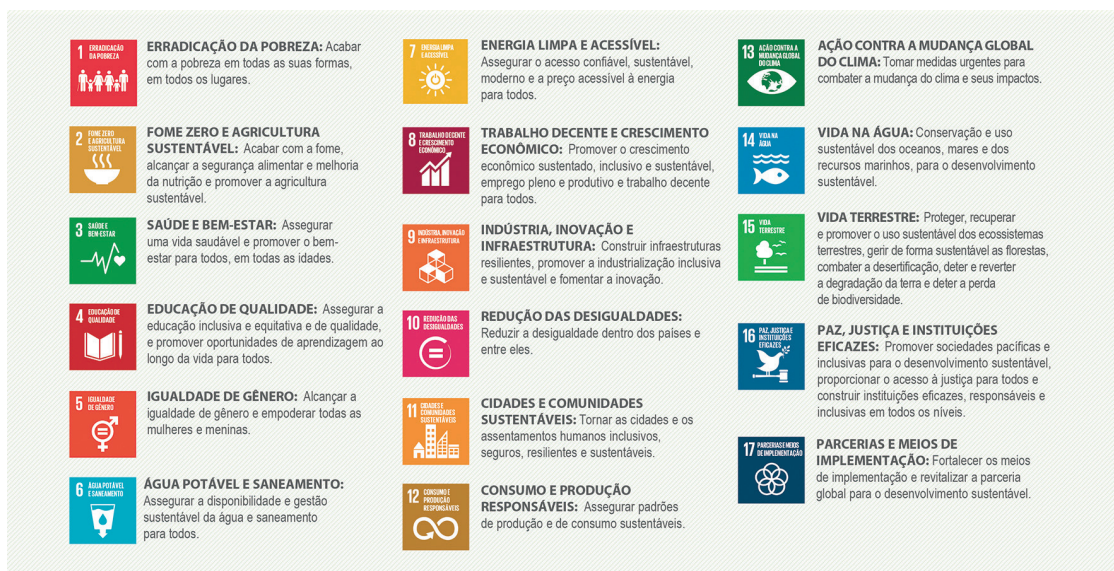 1 ERRADICAÇÃO
DA POBREZA
ERRADICAÇÃO DA POBREZA: Acabar
com a pobreza em todas as suas formas,
em todos os lugares.
2 FOME ZERO
E AGRICULTURA
SUSTENTÁVEL
FOME ZERO E AGRICULTURA
SUSTENTÁVEL: Acabar com a fome,
alcançar a segurança alimentar e melhoria
da nutrição e promover a agricultura
sustentável.
3 SAÚDE E
BEM-ESTAR
SAÚDE E BEM-ESTAR: Assegurar
uma vida saudável e promover o bem-
estar para todos, em todas as idades.
4 EDUCAÇÃO DE
QUALIDADE
EDUCAÇÃO DE QUALIDADE: Assegurar a
educação inclusiva e equitativa e de qualidade,
e promover oportunidades de aprendizagem ao
longo da vida para todos.
5 IGUALDADE
DE GÊNERO
IGUALDADE DE GÊNERO: Alcançar a
igualdade de gênero e empoderar todas as
mulheres e meninas.
6 ÁGUA POTÁVEL
E SANEAMENTO
ÁGUA POTÁVEL E SANEAMENTO:
Assegurar a disponibilidade e gestão
sustentável da água e saneamento
para todos.
7 ENERGIA LIMPA
E ACESSÍVEL
ENERGIA LIMPA E ACESSÍVEL:
Assegurar o acesso confiável, sustentável,
moderno e a preço acessível à energia
para todos.
8 TRABALHO DECENTE
E CRESCIMENTO
ECONÔMICO
TRABALHO DECENTE E CRESCIMENTO
ECONÔMICO: Promover o crescimento
econômico sustentado, inclusivo e sustentável,
emprego pleno e produtivo e trabalho decente
para todos.
9 INDÚSTRIA, INOVAÇÃO
E INFRAESTRUTURA
INDÚSTRIA, INOVAÇÃO E
INFRAESTRUTURA: Construir infraestruturas
resilientes, promover a industrialização inclusiva
e sustentável e fomentar a inovação.
10 REDUÇÃO DAS
DESIGUALDADES
REDUÇÃO DAS DESIGUALDADES:
Reduzir a desigualdade dentro dos países e
entre eles.
11 CIDADES E
COMUNIDADES
SUSTENTÁVEIS
CIDADES E COMUNIDADES
SUSTENTÁVEIS: Tornar as cidades e os
assentamentos humanos inclusivos,
seguros, resilientes e sustentáveis.
12 CONSUMO E
PRODUÇÃO
RESPONSÁVEIS
CONSUMO E PRODUÇÃO
RESPONSÁVEIS: Assegurar padrões
de produção e de consumo sustentáveis.
13 AÇÃO CONTRA A
MUDANÇA GLOBAL
DO CLIMA
AÇÃO CONTRA A MUDANÇA GLOBAL
DO CLIMA: Tomar medidas urgentes para
combater a mudança do clima e seus impactos.
14 VIDA NA
ÁGUA
VIDA NA ÁGUA: Conservação e uso
sustentável dos oceanos, mares e dos
recursos marinhos, para o desenvolvimento
sustentável.
15 VIDA
TERRESTRE
VIDA TERRESTRE: Proteger, recuperar
e promover o uso sustentável dos ecossistemas
terrestres, gerir de forma sustentável as florestas,
combater a desertificação, deter e reverter
a degradação da terra e deter a perda
de biodiversidade.
16 PAZ, JUSTIÇA E
INSTITUIÇÕES
EFICAZES
PAZ, JUSTIÇA E INSTITUIÇÕES
EFICAZES: Promover sociedades pacíficas e
inclusivas para o desenvolvimento sustentável,
proporcionar o acesso à justiça para todos e
construir instituições eficazes, responsáveis e
inclusivas em todos os níveis.
17 PARCERIAS E MEIOS
DE IMPLEMENTAÇÃO
PARCERIAS E MEIOS DE
IMPLEMENTAÇÃO: Fortalecer os meios
de implementação e revitalizar a parceria
global para o desenvolvimento sustentável.